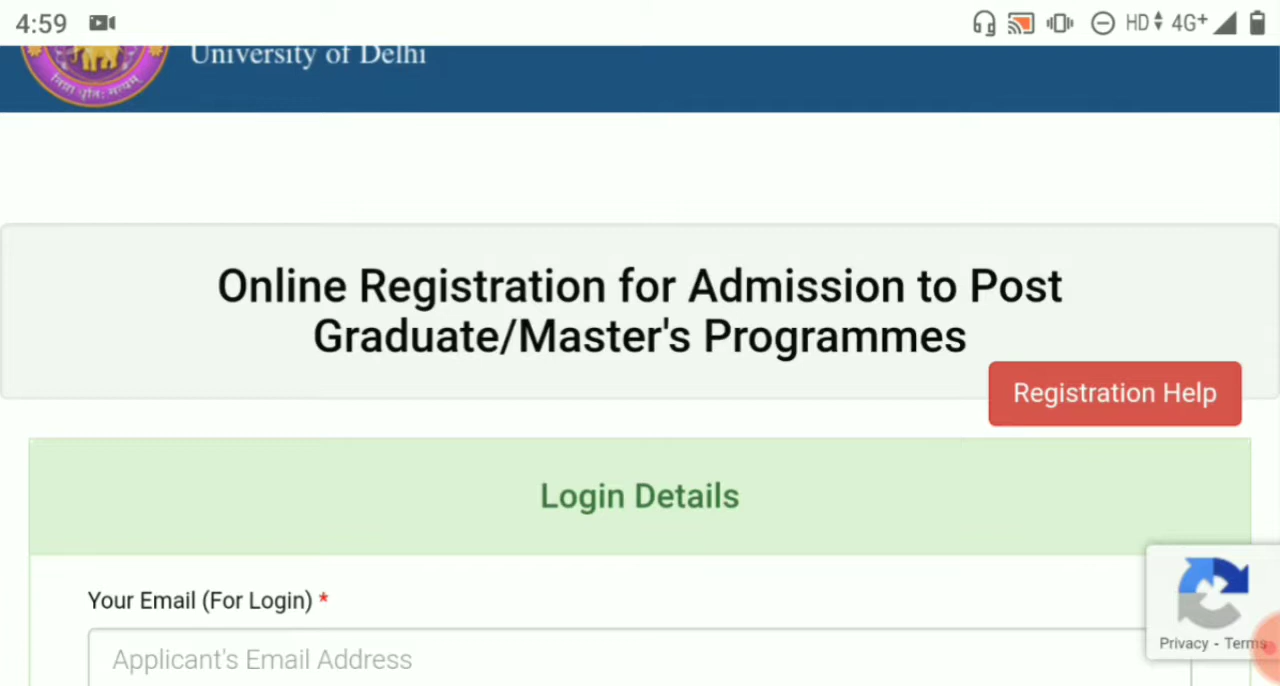 4:59
HD 4G+
University of Delhi
Online Registration for Admission to Post
Graduate/Master's Programmes
Registration Help
Login Details
Your Email (For Login) *
Applicant's Email Address
Privacy - Terms